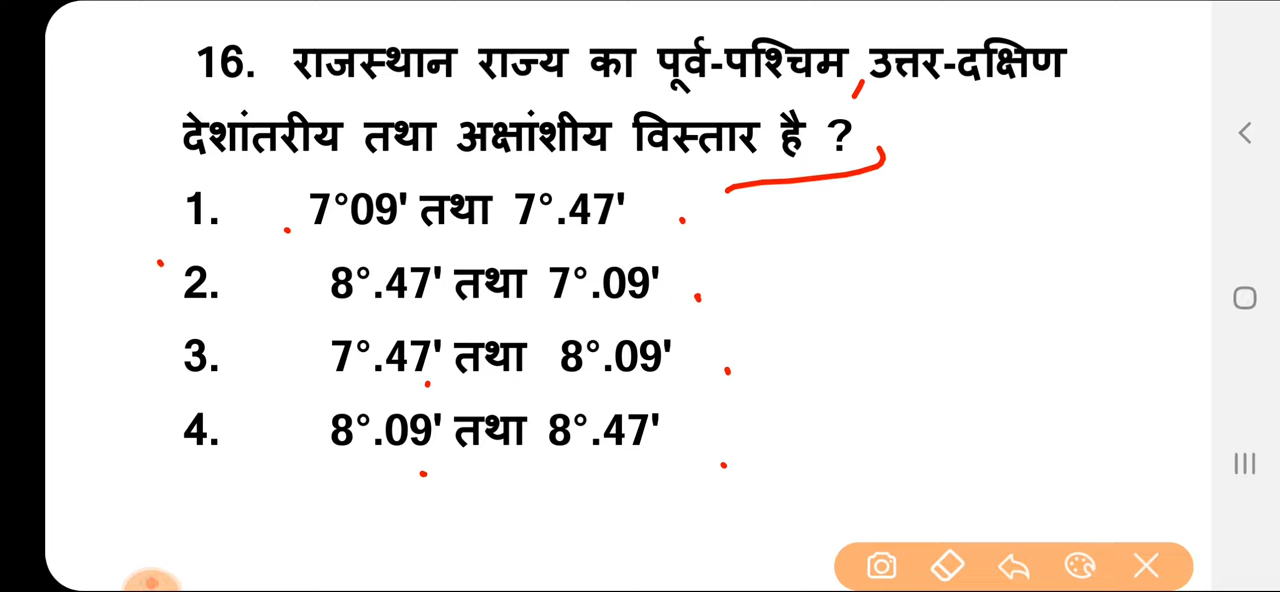 16. राजस्थान राज्य का पूर्व-पश्चिम उत्तर-दक्षिण
देशांतरीय तथा अक्षांशीय विस्तार है ?
1. 7°09' तथा 7°.47'
2. 8°.47' तथा 7°.09'
3. 7°.47' तथा 8°.09'
4. 8°.09' तथा 8°.47'